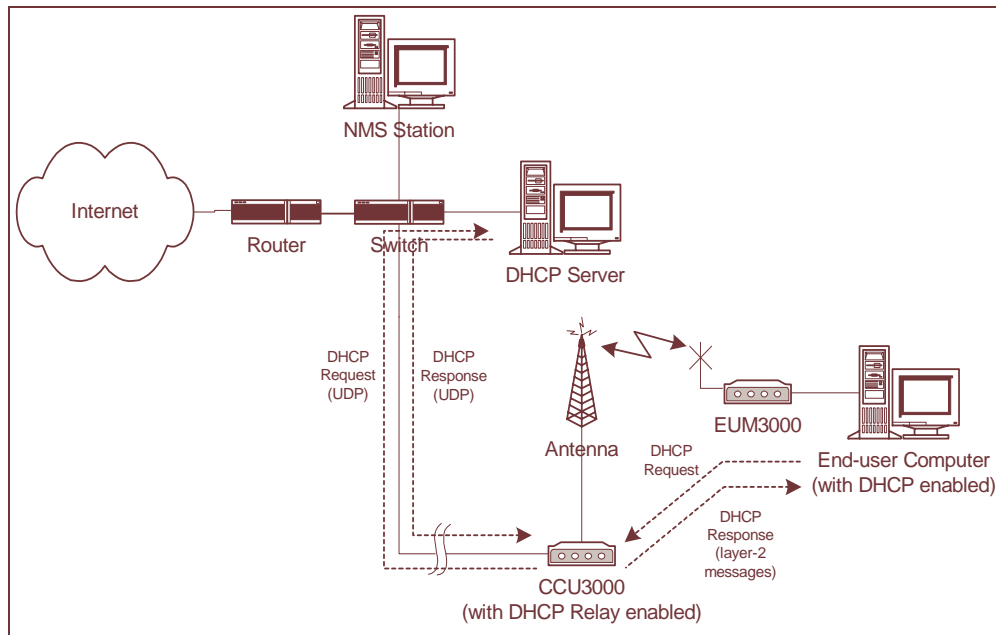 NMS Station
Internet
Router
Switch
DHCP Server
DHCP
Request
(UDP)
DHCP
Response
(UDP)
Antenna
EUM3000
End-user Computer
(with DHCP enabled)
DHCP
Request
DHCP
Response
(layer-2
messages)
CCU3000
(with DHCP Relay enabled)